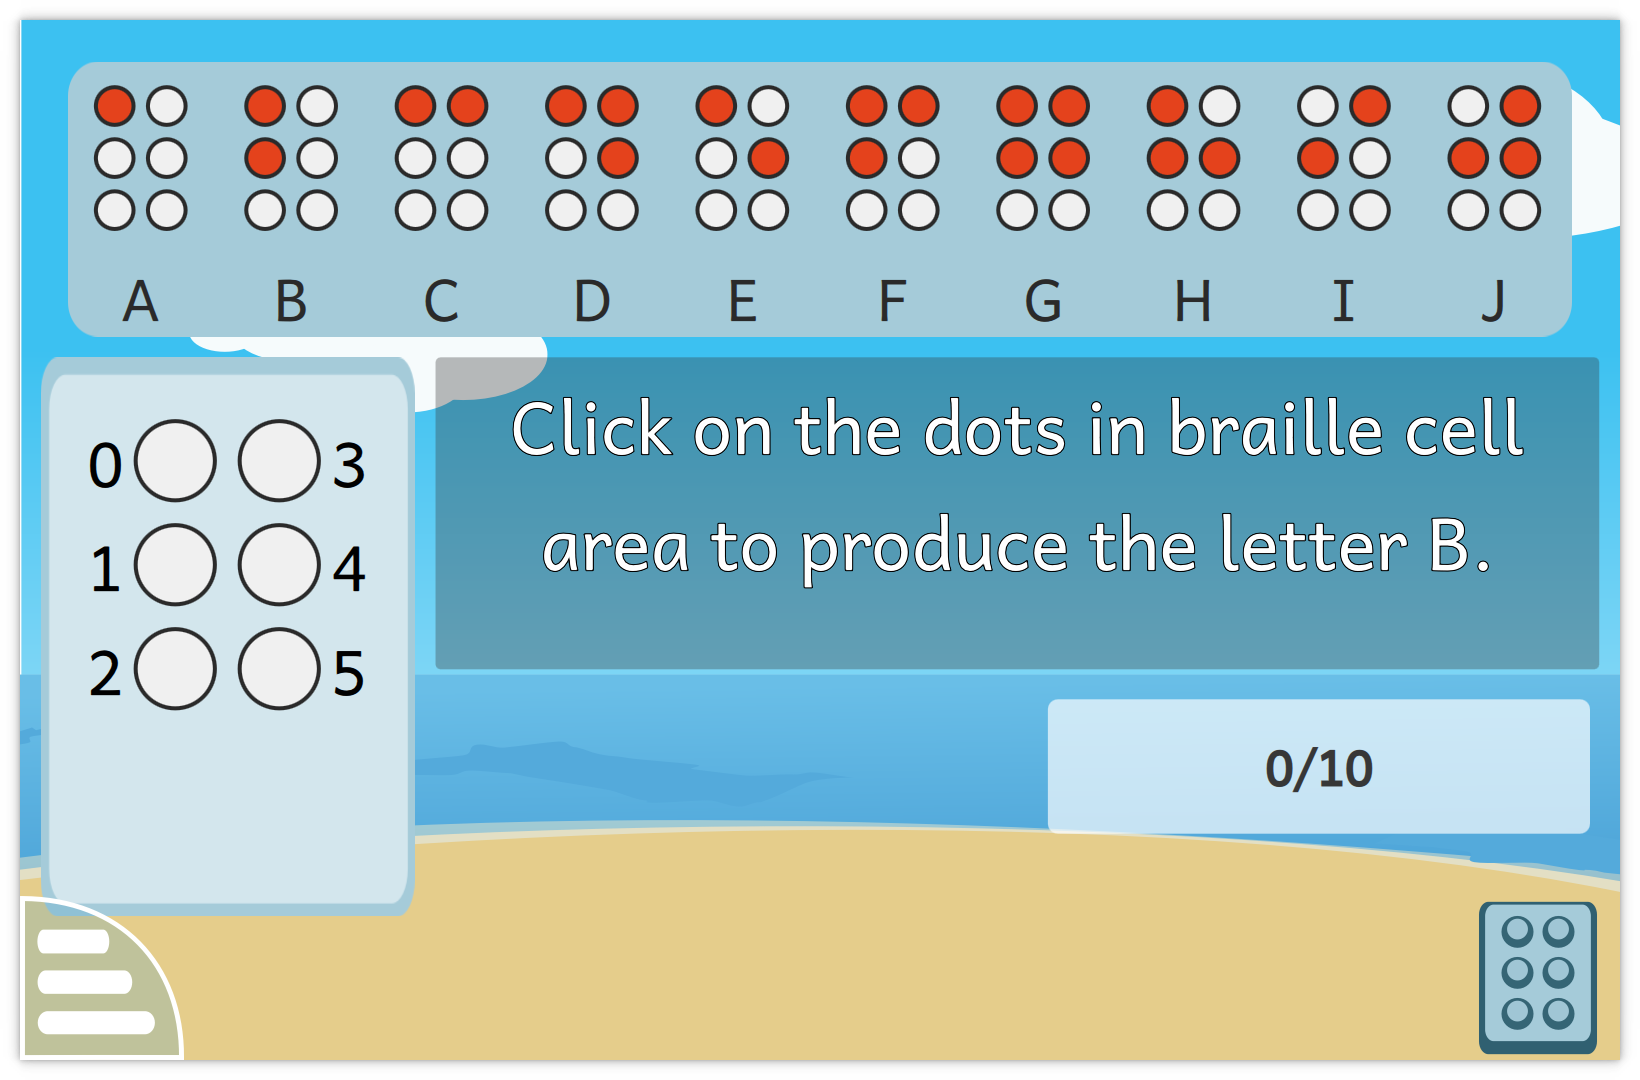 A B C D E F G H I J
Click on the dots in braille cell
area to produce the letter B.
0 3
1 4
2 5
0/10